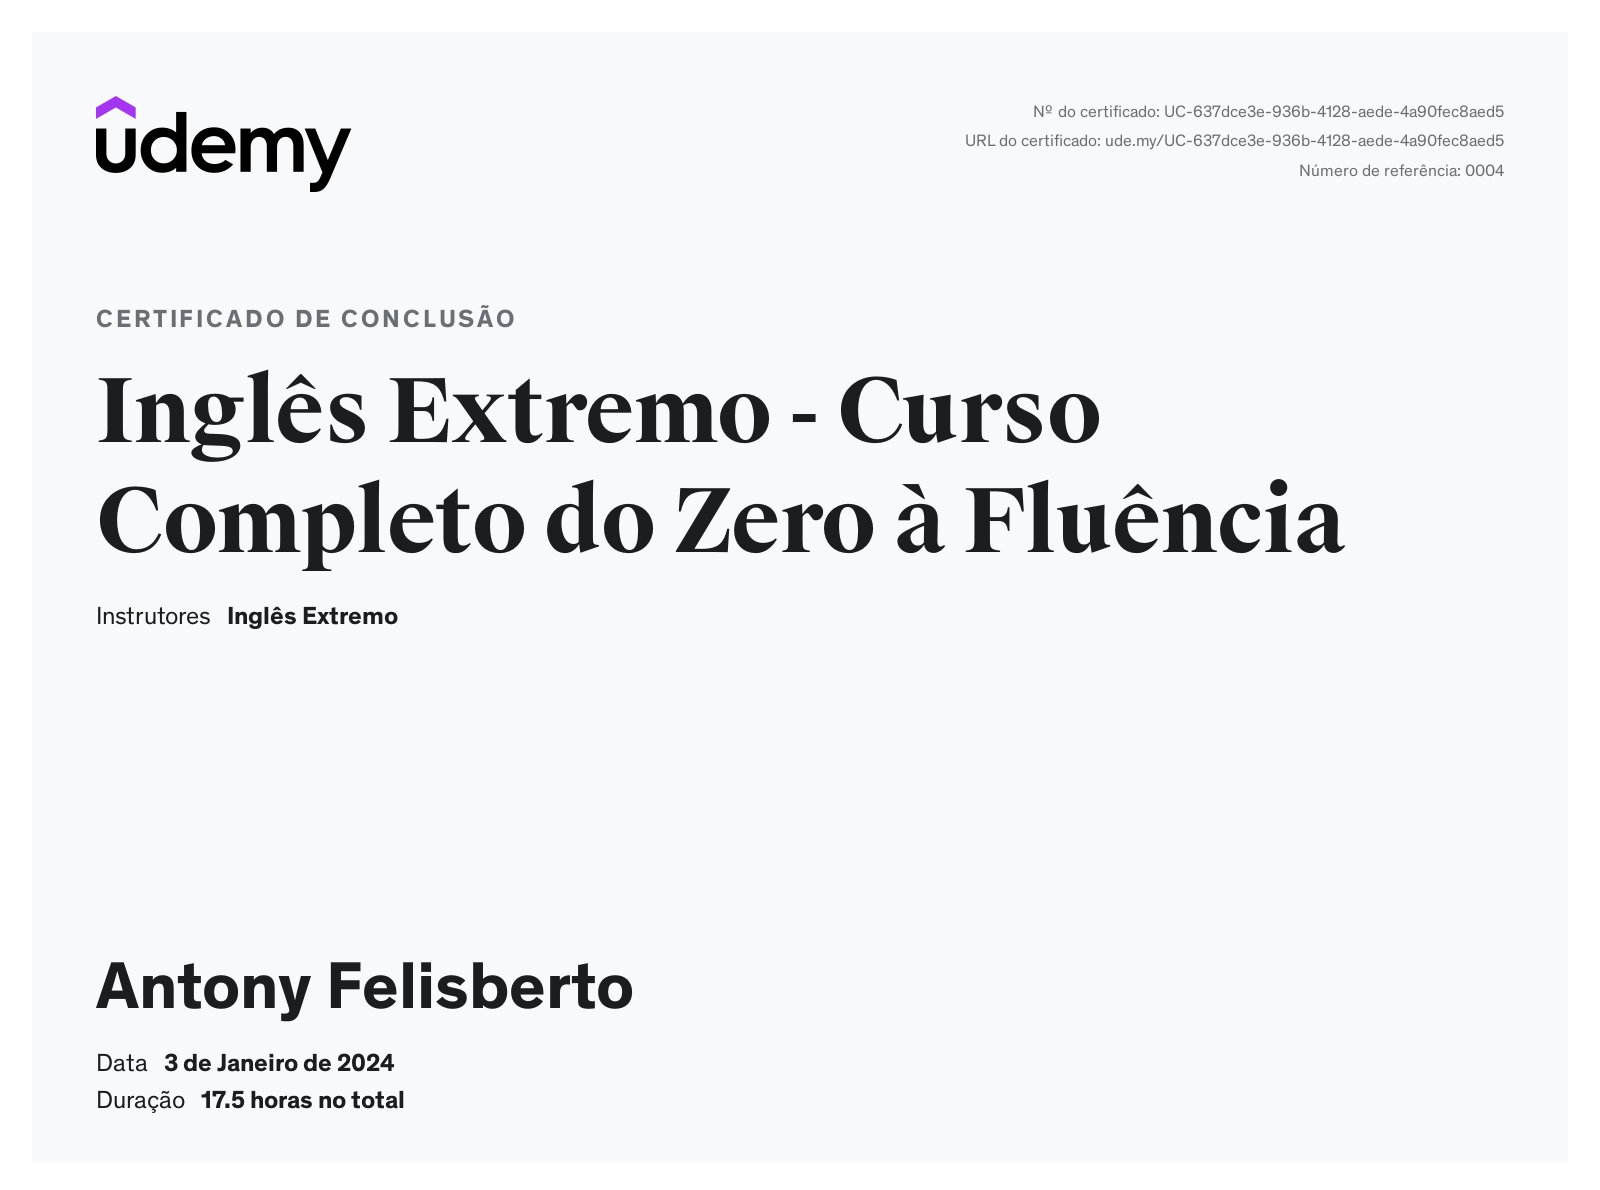 udemy
Nº do certificado: UC-637dce3e-936b-4128-aede-4a90fec8aed5
URL do certificado: ude.my/UC-637dce3e-936b-4128-aede-4a90fec8aed5
Número de referência: 0004
CERTIFICADO DE CONCLUSÃO
Inglês Extremo - Curso
Completo do Zero à Fluência
Instrutores Inglês Extremo
Antony Felisberto
Data 3 de Janeiro de 2024
Duração 17.5 horas no total